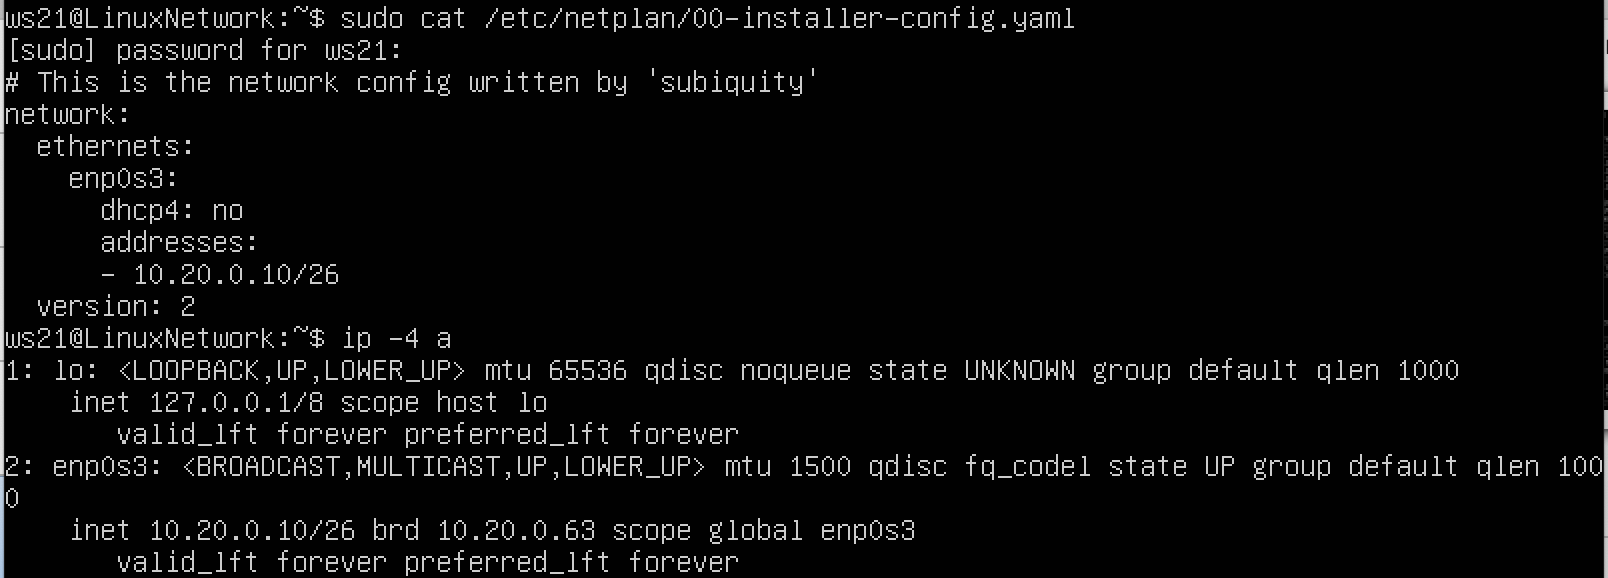 ws21@LinuxNetwork:~$ sudo cat /etc/netplan/00-installer-config.yaml
[sudo] password for ws21:
# This is the network config written by 'subiquity'
network:
  ethernets:
    enp0s3:
      dhcp4: no
      addresses:
      - 10.20.0.10/26
  version: 2
ws21@LinuxNetwork:~$ ip -4 a
1: lo: <LOOPBACK,UP,LOWER_UP> mtu 65536 qdisc noqueue state UNKNOWN group default qlen 1000
    inet 127.0.0.1/8 scope host lo
       valid_lft forever preferred_lft forever
2: enp0s3: <BROADCAST,MULTICAST,UP,LOWER_UP> mtu 1500 qdisc fq_codel state UP group default qlen 100
0
    inet 10.20.0.10/26 brd 10.20.0.63 scope global enp0s3
       valid_lft forever preferred_lft forever